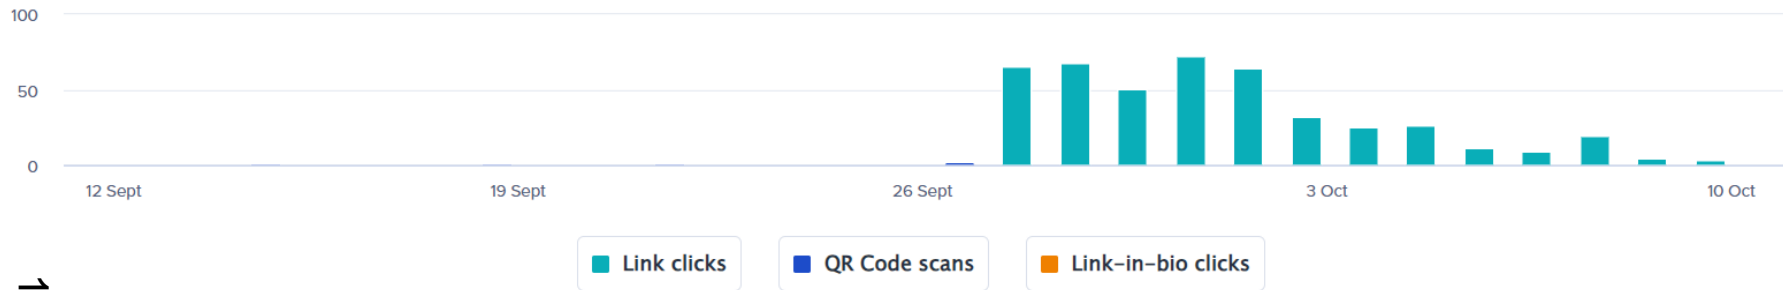 100
50
0
12 Sept 19 Sept 26 Sept 3 Oct 10 Oct
Link clicks QR Code scans Link-in-bio clicks